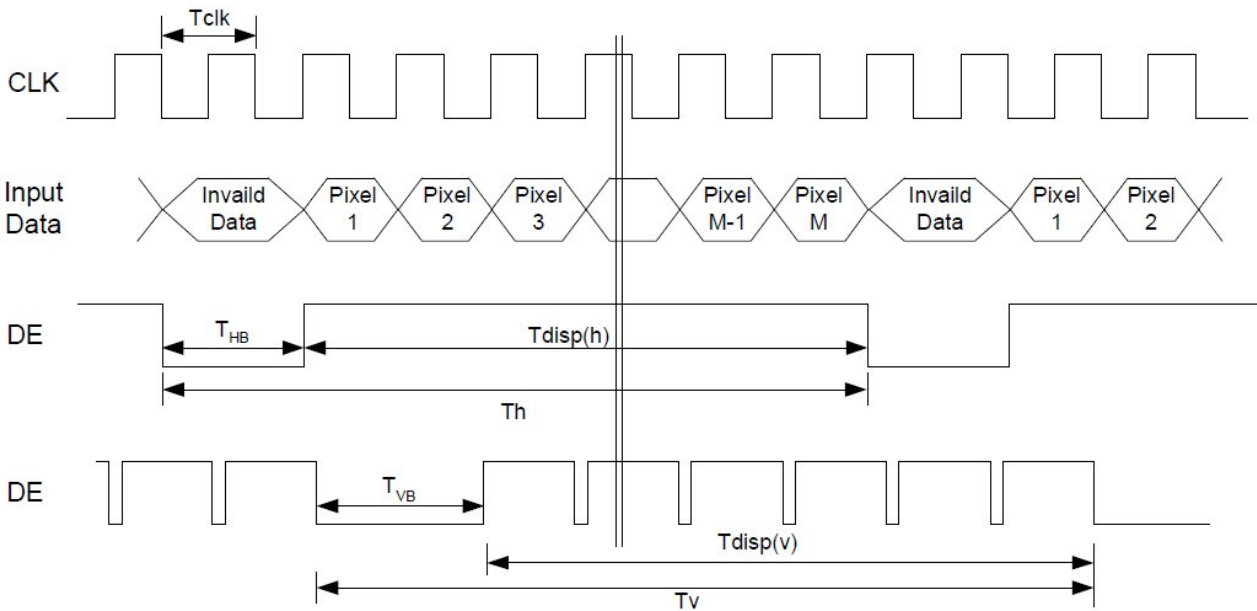 Tclk
CLK
Input
Data
Invaild
Data
Pixel
1
Pixel
2
Pixel
3
Pixel
M-1
Pixel
M
Invaild
Data
Pixel
1
Pixel
2
DE
THB
Tdisp(h)
Th
DE
TVB
Tdisp(v)
Tv